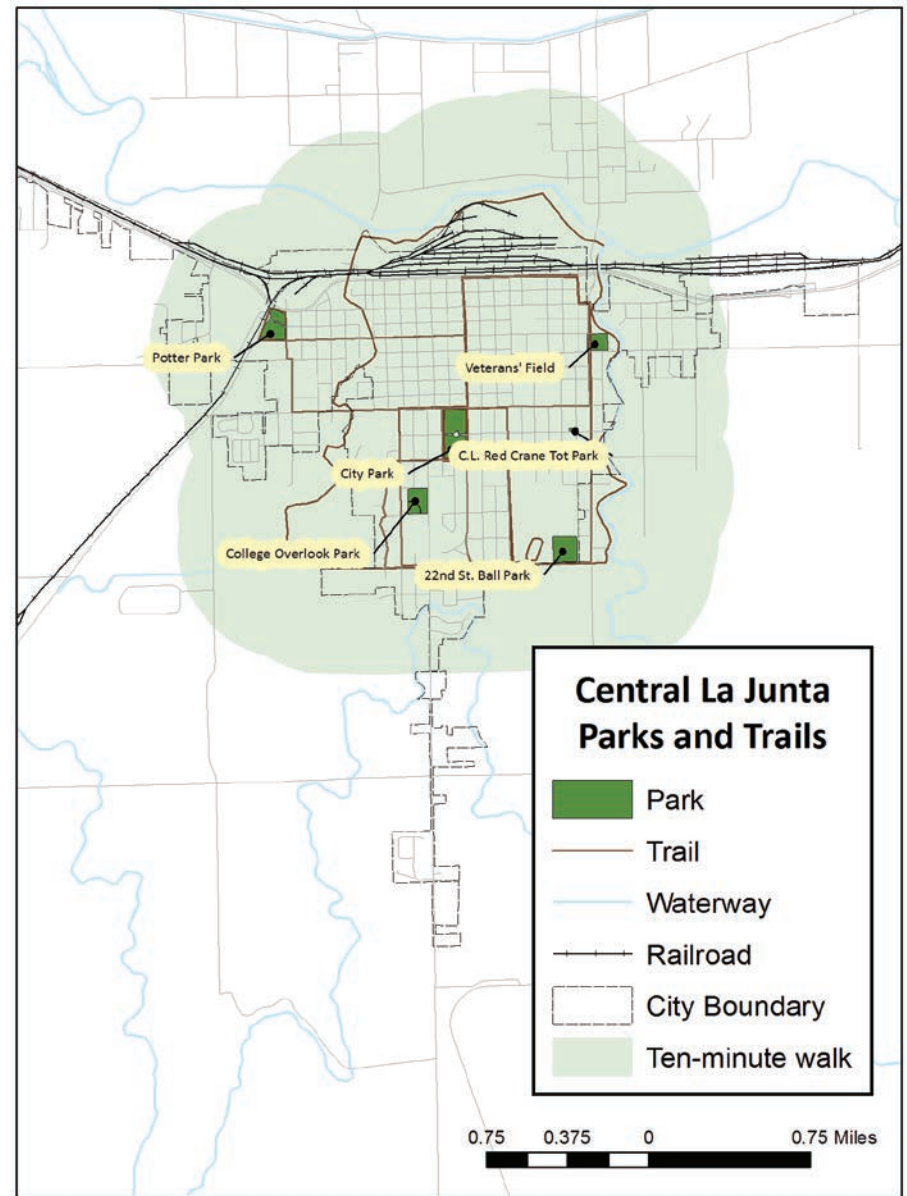 Potter Park
Veterans' Field
City Park
C.L. Red Crane Tot Park
College Overlook Park
22nd St. Ball Park
Central La Junta
Parks and Trails
Park
Trail
Waterway
Railroad
City Boundary
Ten-minute walk
0.75 0.375 0 0.75 Miles